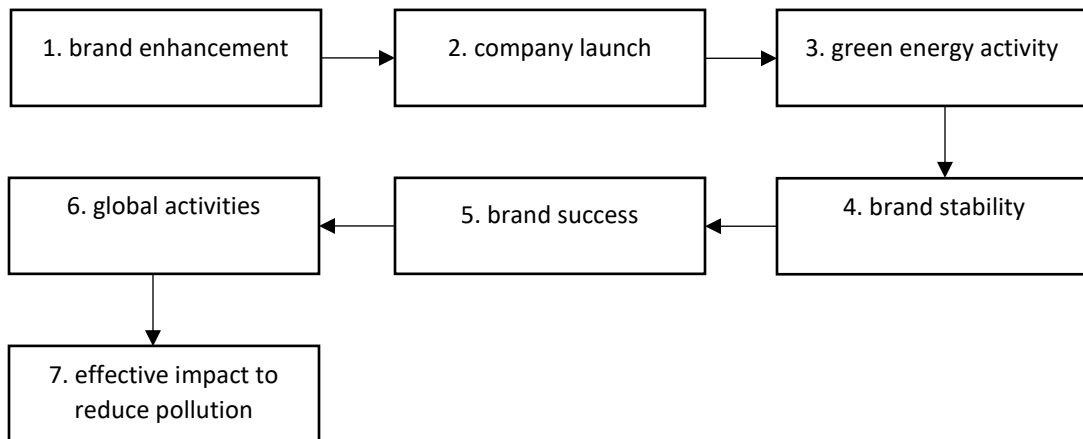 1. brand enhancement
2. company launch
3. green energy activity
4. brand stability
5. brand success
6. global activities
7. effective impact to
reduce pollution